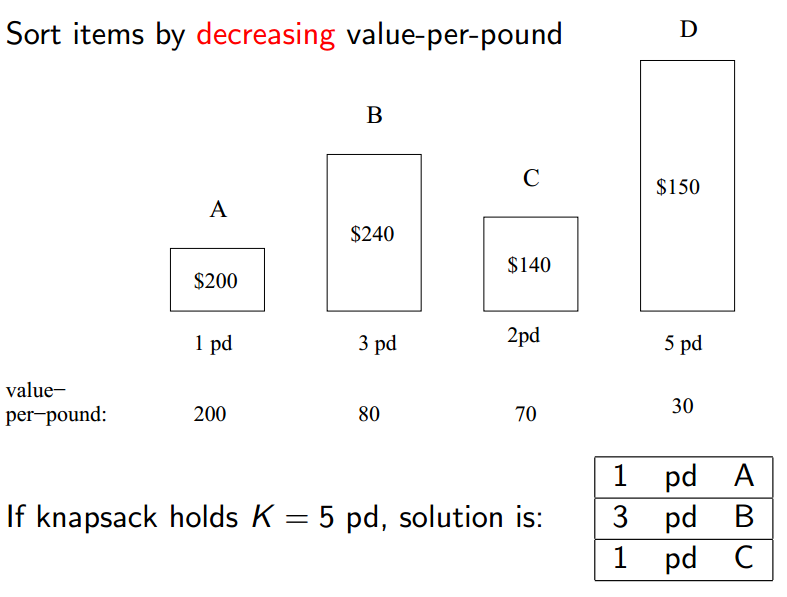 Sort items by decreasing value-per-pound
D
B
C
A
$150
$240
$140
$200
1 pd 3 pd 2pd 5 pd
value−
per−pound: 200 80 70 30
1 pd A
If knapsack holds K = 5 pd, solution is: 3 pd B
1 pd C